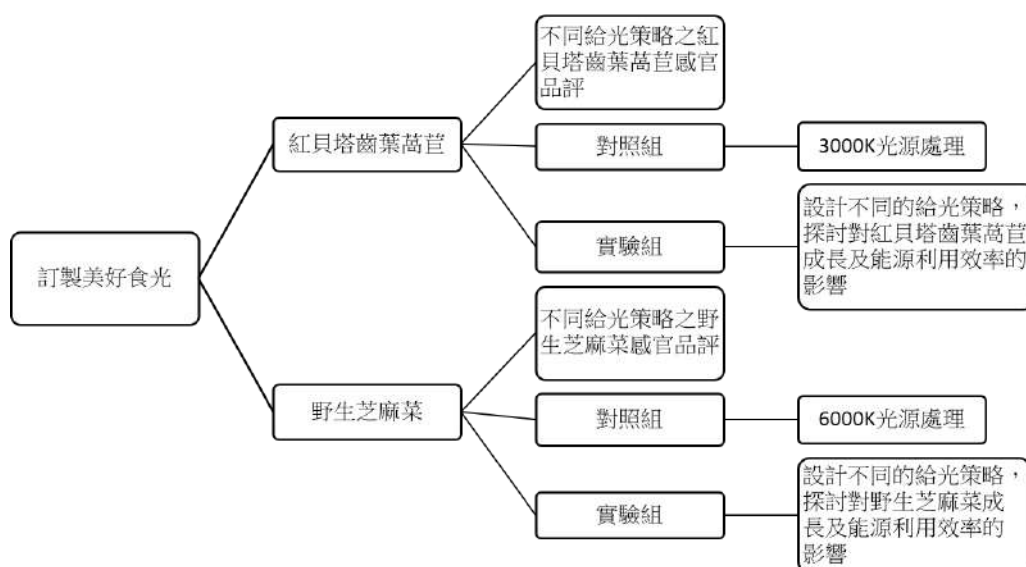 訂製美好食光
紅貝塔齒葉萵苣
不同給光策略之紅
貝塔齒葉萵苣感官
品評
對照組
3000K光源處理
實驗組
設計不同的給光策略，
探討對紅貝塔齒葉萵苣
成長及能源利用效率的
影響
野生芝麻菜
不同給光策略之野
生芝麻菜感官品評
對照組
6000K光源處理
實驗組
設計不同的給光策略，
探討對野生芝麻菜成
長及能源利用效率的
影響